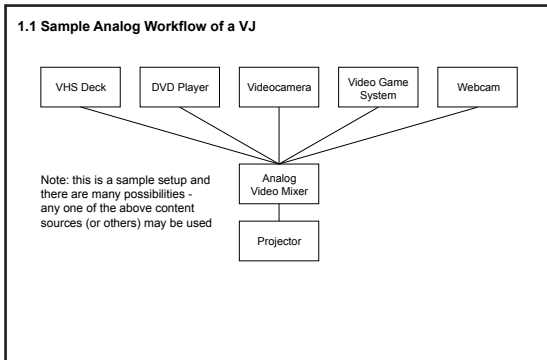 1.1 Sample Analog Workflow of a VJ
VHS Deck
DVD Player
Videocamera
Video Game
System
Webcam
Note: this is a sample setup and
there are many possibilities -
any one of the above content
sources (or others) may be used
Analog
Video Mixer
Projector